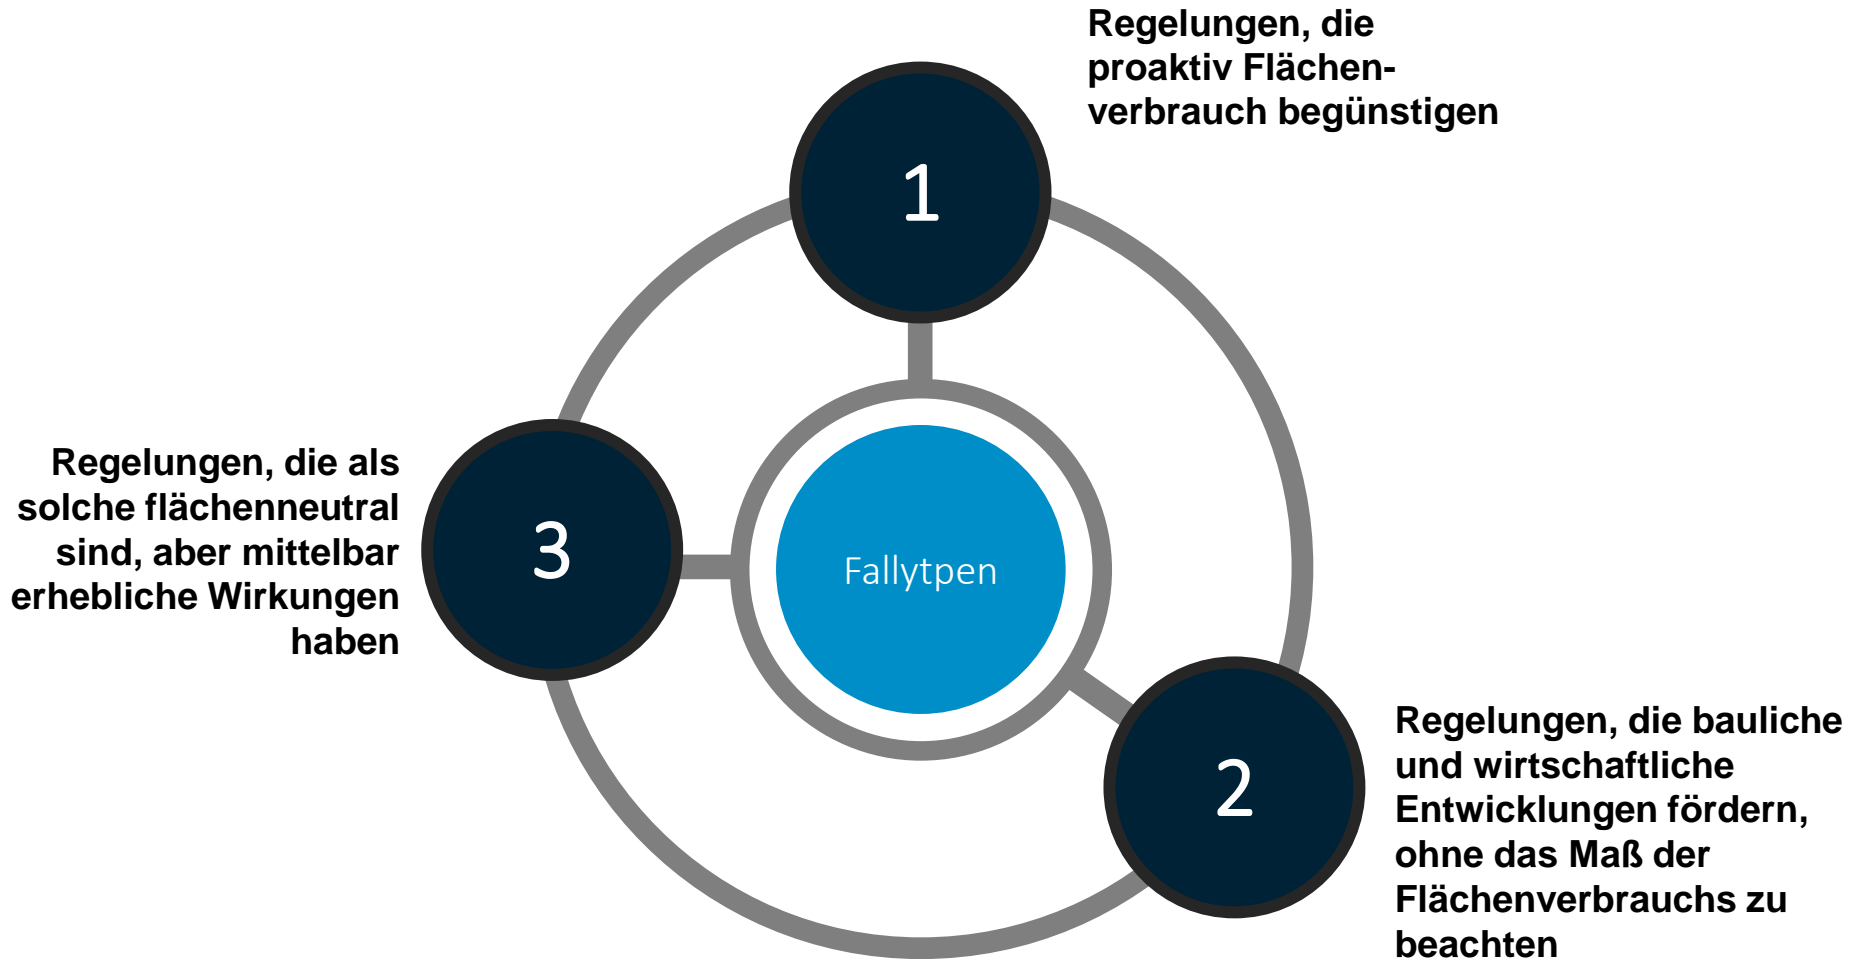 Regelungen, die
proaktiv Flächen-
verbrauch begünstigen
1
Regelungen, die als
solche flächenneutral
sind, aber mittelbar
erhebliche Wirkungen
haben
3
Fallytpen
2
Regelungen, die bauliche
und wirtschaftliche
Entwicklungen fördern,
ohne das Maß der
Flächenverbrauchs zu
beachten